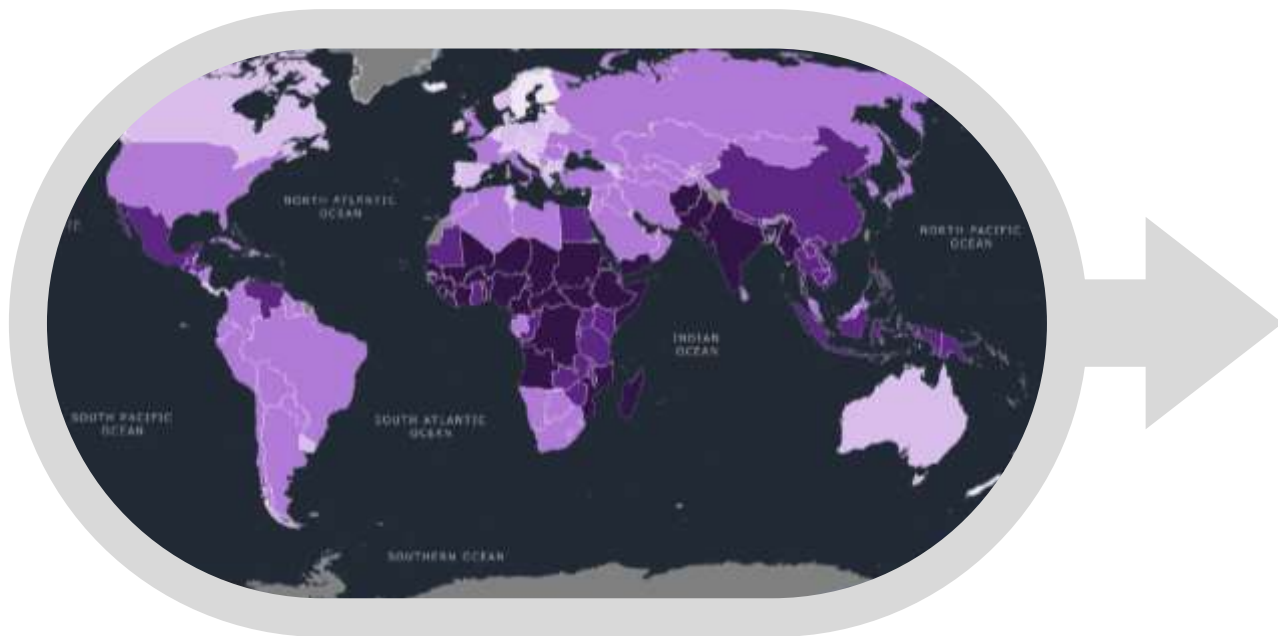 NORTH ATLANTIC
OCEAN
NORTH PACIFIC
OCEAN
INDIAN
OCEAN
SOUTH PACIFIC
OCEAN
SOUTH ATLANTIC
OCEAN
SOUTHERN OCEAN